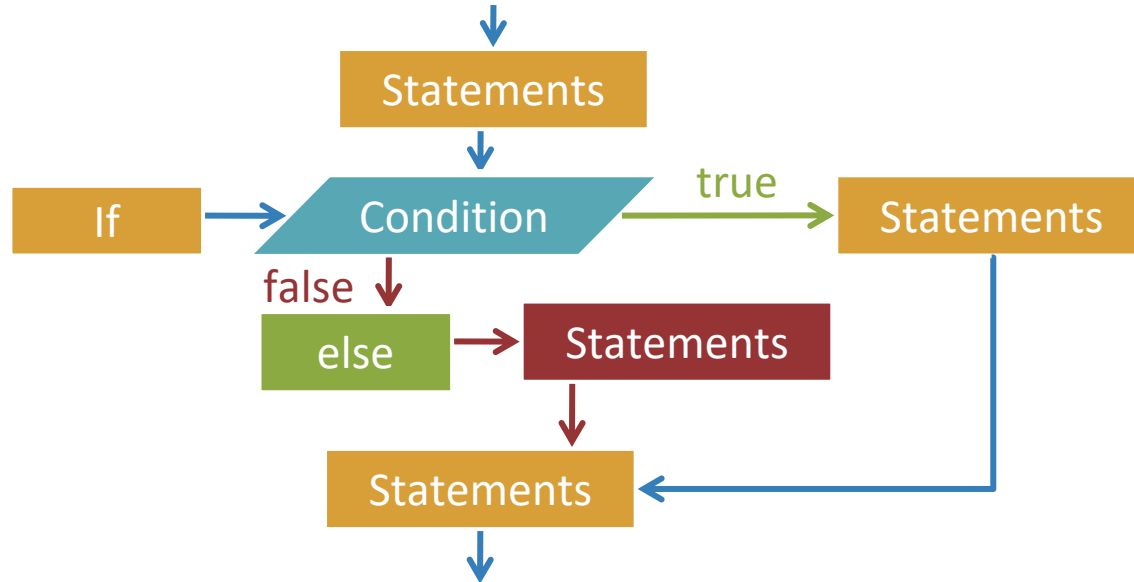 Statements
If
Condition
true
Statements
false
else
Statements
Statements